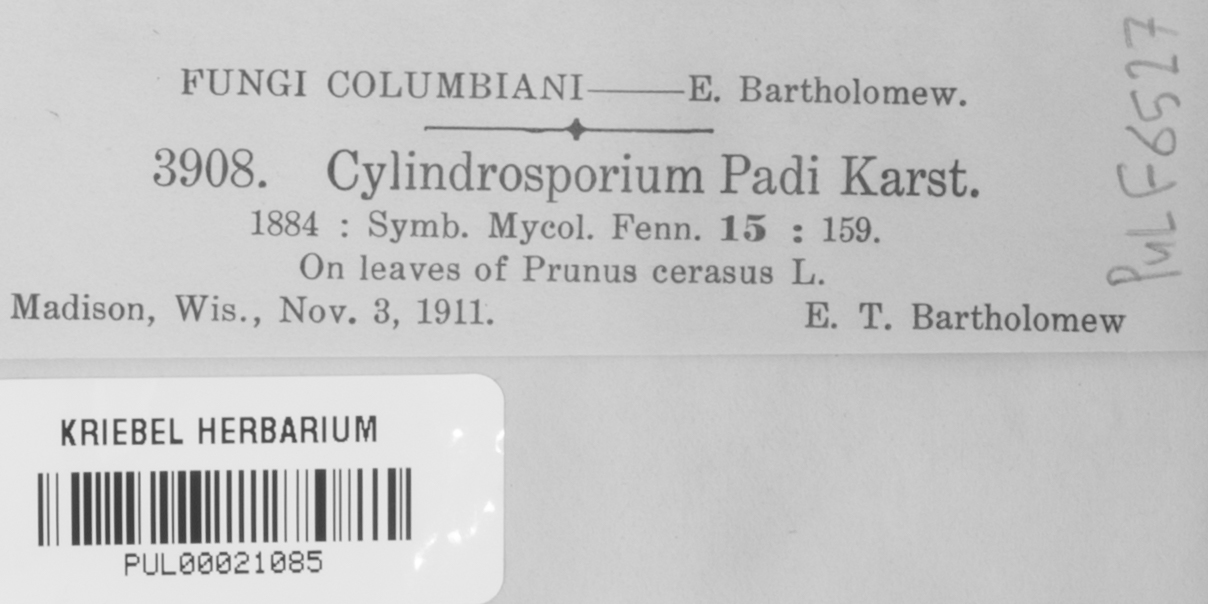 FUNGI COLUMBIANI——E. Bartholomew.
3908. Cylindrosporium Padi Karst.
1884 : Symb. Mycol. Fenn. 15 : 159.
On leaves of Prunus cerasus L.
Madison, Wis., Nov. 3, 1911. E. T. Bartholomew
PUL F6527
KRIEBEL HERBARIUM
PUL00021085